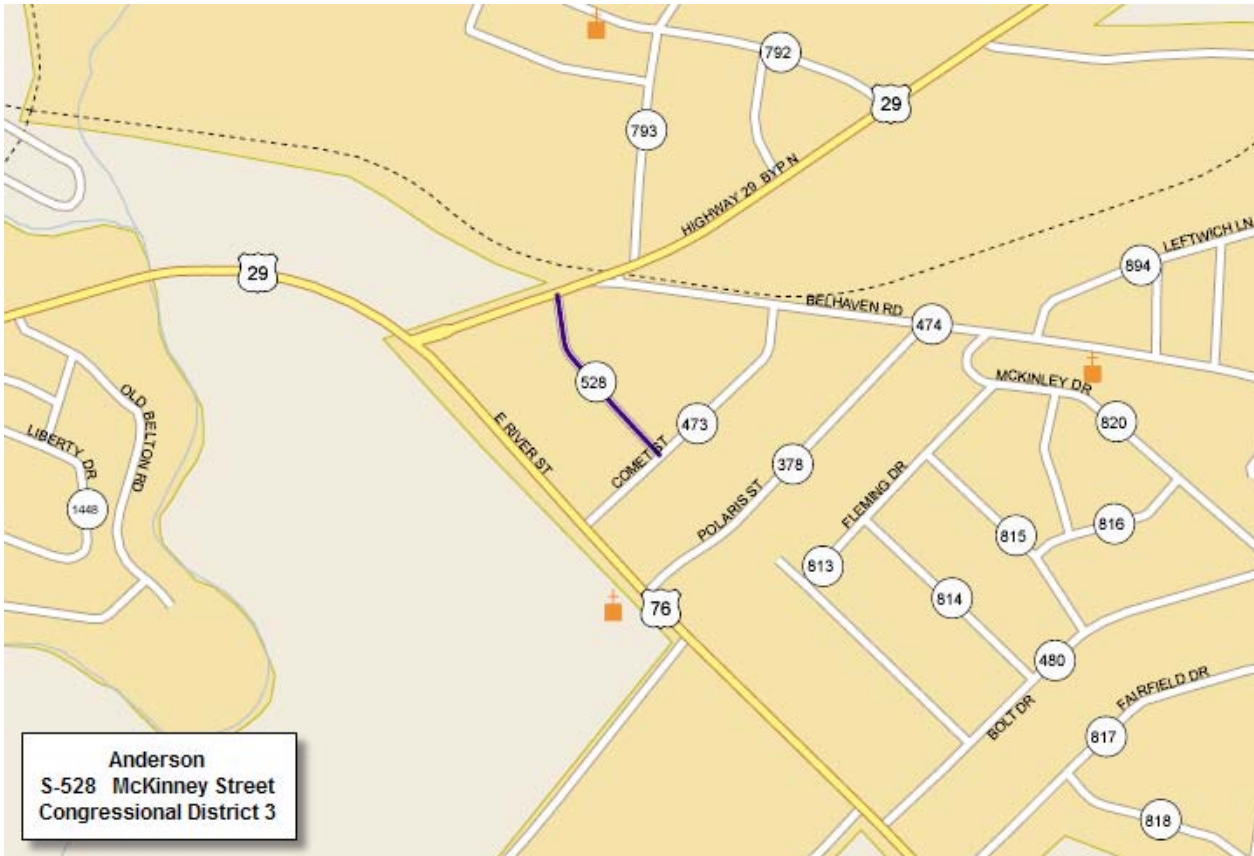 792
29
793
HIGHWAY 29 BYP N
LEFTWICH LN
894
29
BELHAVEN RD
474
528
MCKINLEY DR
OLD BELTON RD
E RIVER ST
473
820
LIBERTY DR
COMET ST
378
FLEMING DR
POLARIS ST
1448
815
816
813
814
76
480
FAIRFIELD DR
BOLT DR
817
818
Anderson
S-528 McKinney Street
Congressional District 3